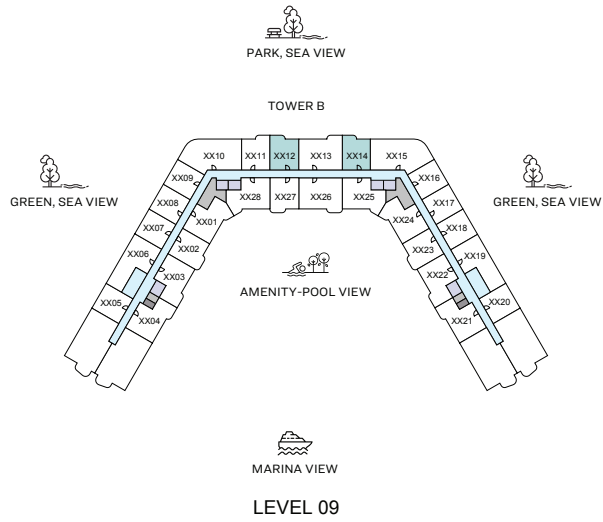 PARK, SEA VIEW
TOWER B
XX10
XX11
XX12
XX13
XX14
XX15
XX09
XX16
XX28
XX27
XX26
XX25
XX08
XX01
XX24
XX17
GREEN, SEA VIEW
GREEN, SEA VIEW
XX07
XX02
XX23
XX18
XX06
XX03
XX22
XX19
AMENITY-POOL VIEW
XX05
XX04
XX21
XX20
MARINA VIEW
LEVEL 09